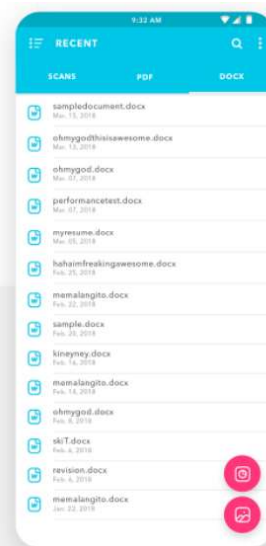 9:32 AM
RECENT
SCANS PDF DOCX
sampledocument.docx
Mar. 15, 2018
ohmygodthisisawesome.docx
Mar. 13, 2018
ohmygod.docx
Mar. 07, 2018
performancetest.docx
Mar. 07, 2018
myresume.docx
Mar. 05, 2018
hahaimfreakingawesome.docx
Feb. 25, 2018
memalangito.docx
Feb. 22, 2018
sample.docx
Feb. 20, 2018
kineyney.docx
Feb. 16, 2018
memalangito.docx
Feb. 14, 2018
ohmygod.docx
Feb. 8, 2018
skiT.docx
Feb. 6, 2018
revision.docx
Feb. 6, 2018
memalangito.docx
Jan. 22, 2018